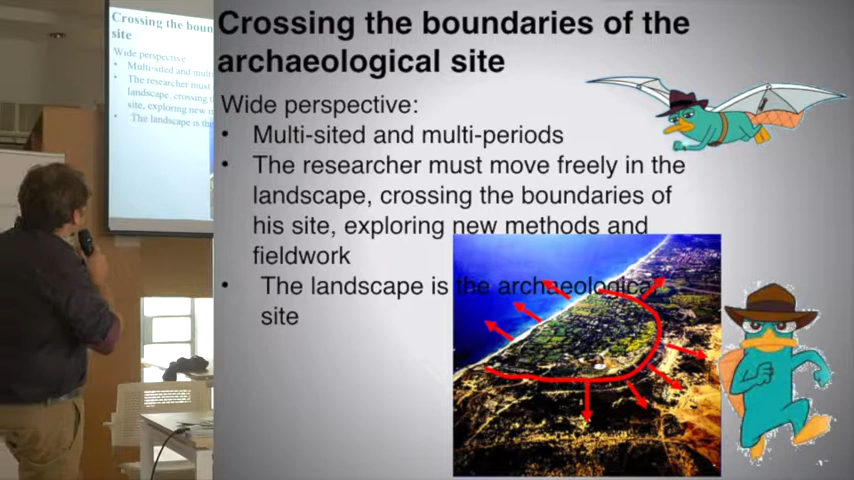 Crossing the boun
site
Wide perspective
• Multi-sited and mult
• The researcher must
landscape, crossing t
site, exploring new m
• The landscape is th
Crossing the boundaries of the
archaeological site
Wide perspective:
• Multi-sited and multi-periods
• The researcher must move freely in the
landscape, crossing the boundaries of
his site, exploring new methods and
fieldwork
• The landscape is the archaeologica
site